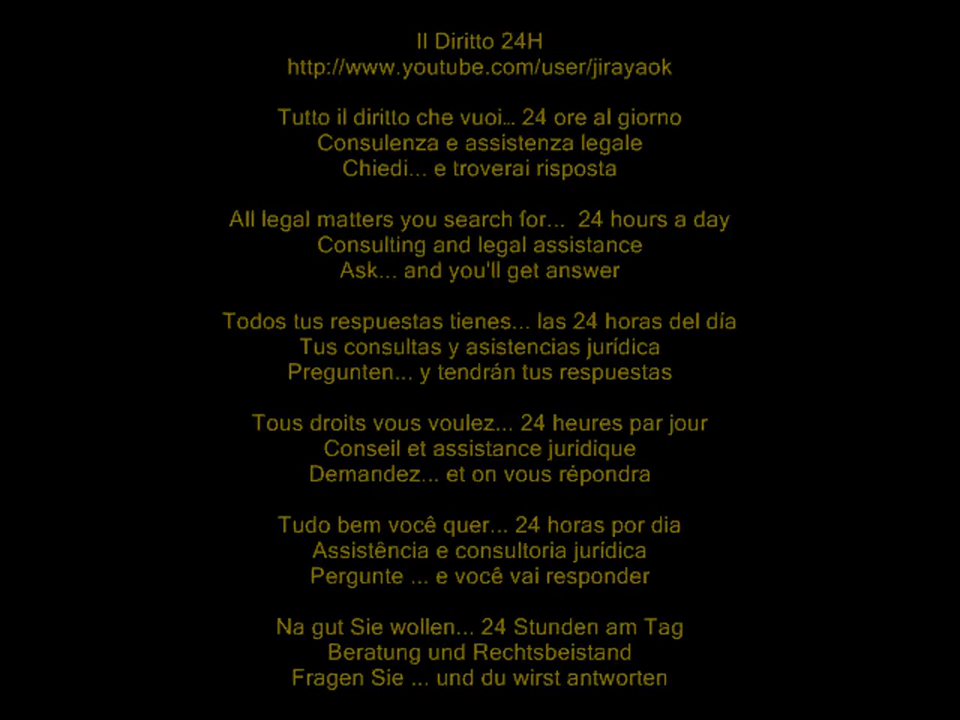 Il Diritto 24H
http://www.youtube.com/user/jirayaok
Tutto il diritto che vuoi... 24 ore al giorno
Consulenza e assistenza legale
Chiedi... e troverai risposta
All legal matters you search for...  24 hours a day
Consulting and legal assistance
Ask... and you'll get answer
Todos tus respuestas tienes... las 24 horas del día
Tus consultas y asistencias jurídica
Pregunten... y tendrán tus respuestas
Tous droits vous voulez... 24 heures par jour
Conseil et assistance juridique
Demandez... et on vous répondra
Tudo bem você quer... 24 horas por dia
Assistência e consultoria jurídica
Pergunte ... e você vai responder
Na gut Sie wollen... 24 Stunden am Tag
Beratung und Rechtsbeistand
Fragen Sie ... und du wirst antworten